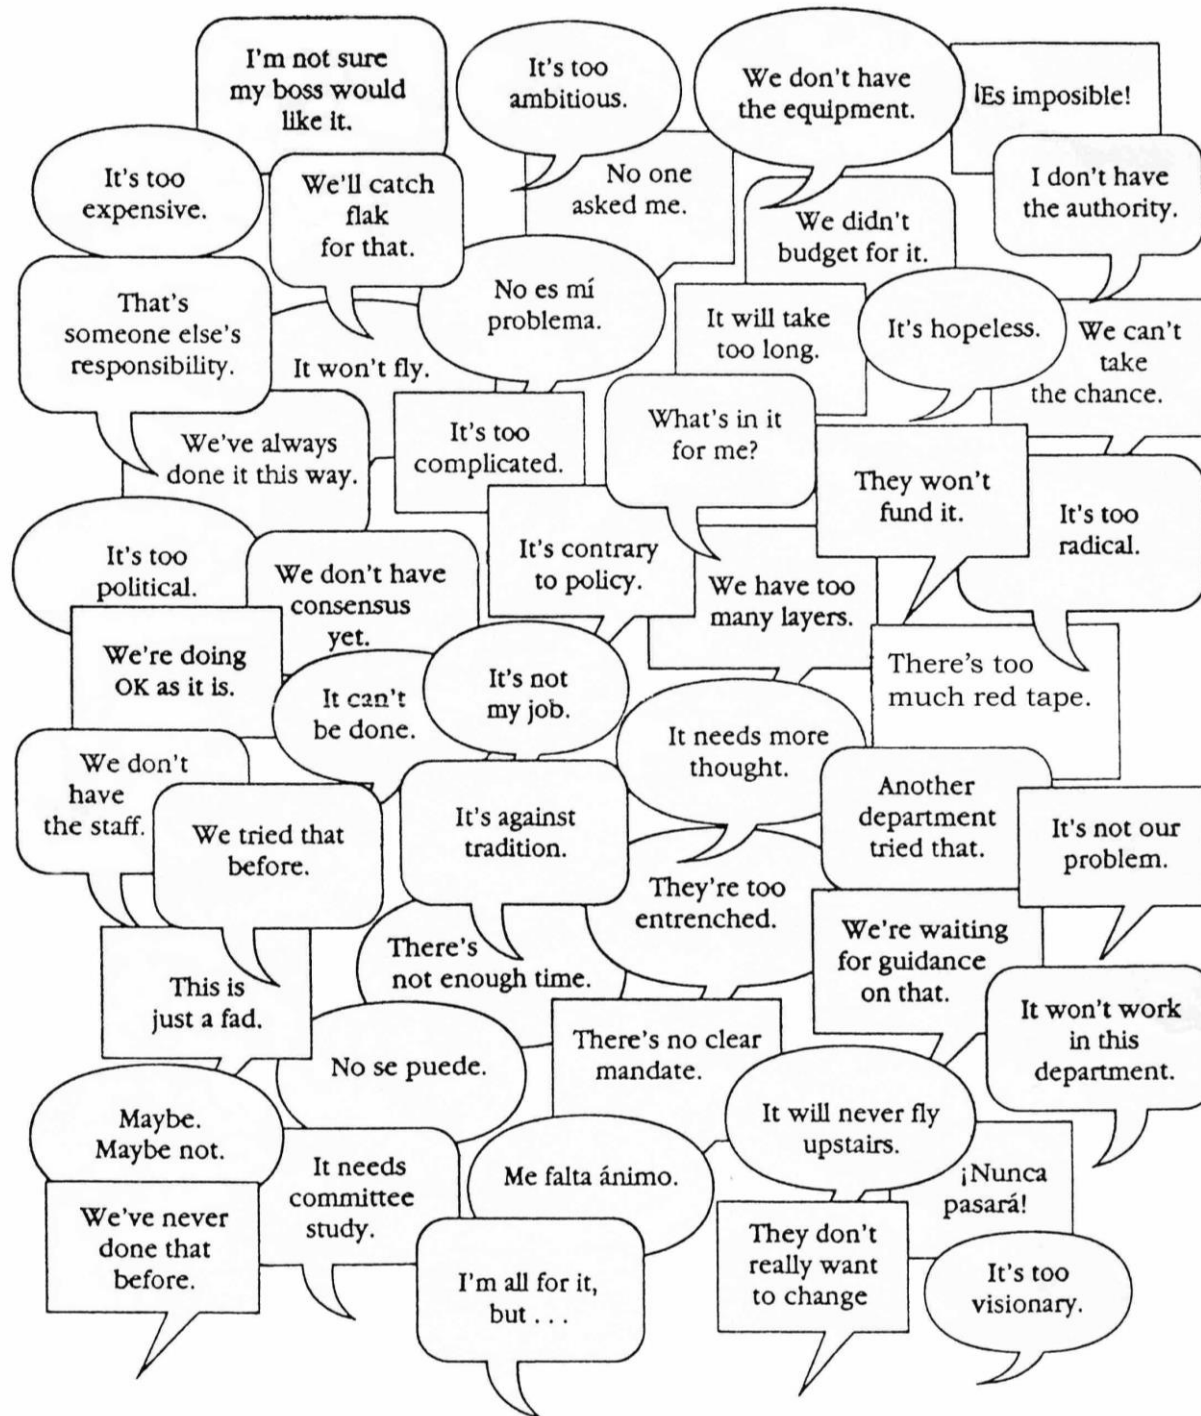 I'm not sure
my boss would
like it.
It's too
ambitious.
We don't have
the equipment.
¡Es imposible!
It's too
expensive.
We'll catch
flak
for that.
No one
asked me.
We didn't
budget for it.
I don't have
the authority.
That's
someone else's
responsibility.
It won't fly.
No es mí
problema.
It will take
too long.
It's hopeless.
We can't
take
the chance.
We've always
done it this way.
It's too
complicated.
What's in it
for me?
They won't
fund it.
It's too
radical.
It's too
political.
We don't have
consensus
yet.
It's contrary
to policy.
We have too
many layers.
We're doing
OK as it is.
It can't
be done.
It's not
my job.
It needs more
thought.
There's too
much red tape.
We don't
have
the staff.
We tried that
before.
It's against
tradition.
They're too
entrenched.
Another
department
tried that.
It's not our
problem.
This is
just a fad.
There's
not enough time.
We're waiting
for guidance
on that.
It won't work
in this
department.
No se puede.
There's no clear
mandate.
It will never fly
upstairs.
Maybe.
Maybe not.
It needs
committee
study.
Me falta ánimo.
¡Nunca
pasará!
We've never
done that
before.
I'm all for it,
but . . .
They don't
really want
to change
It's too
visionary.